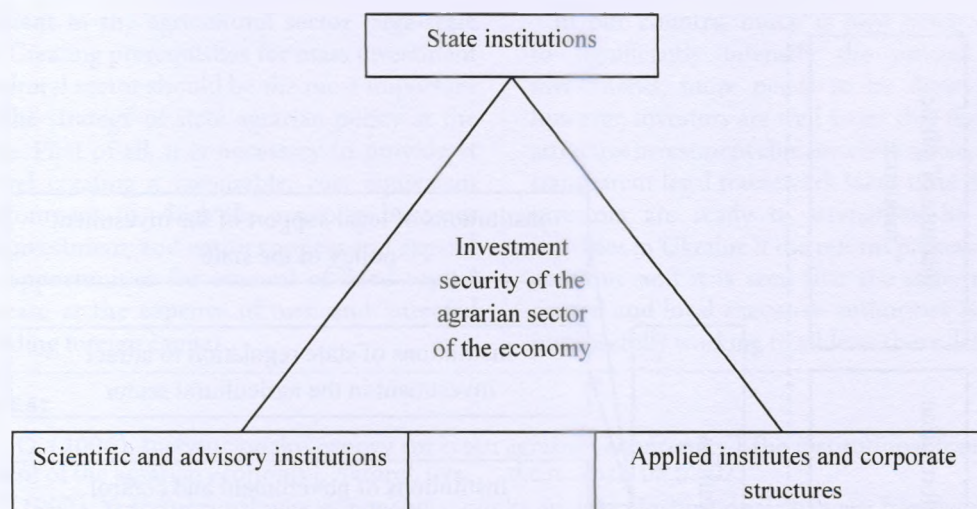 State institutions
Investment
security of the
agrarian sector
of the economy
Scientific and advisory institutions
Applied institutes and corporate
structures